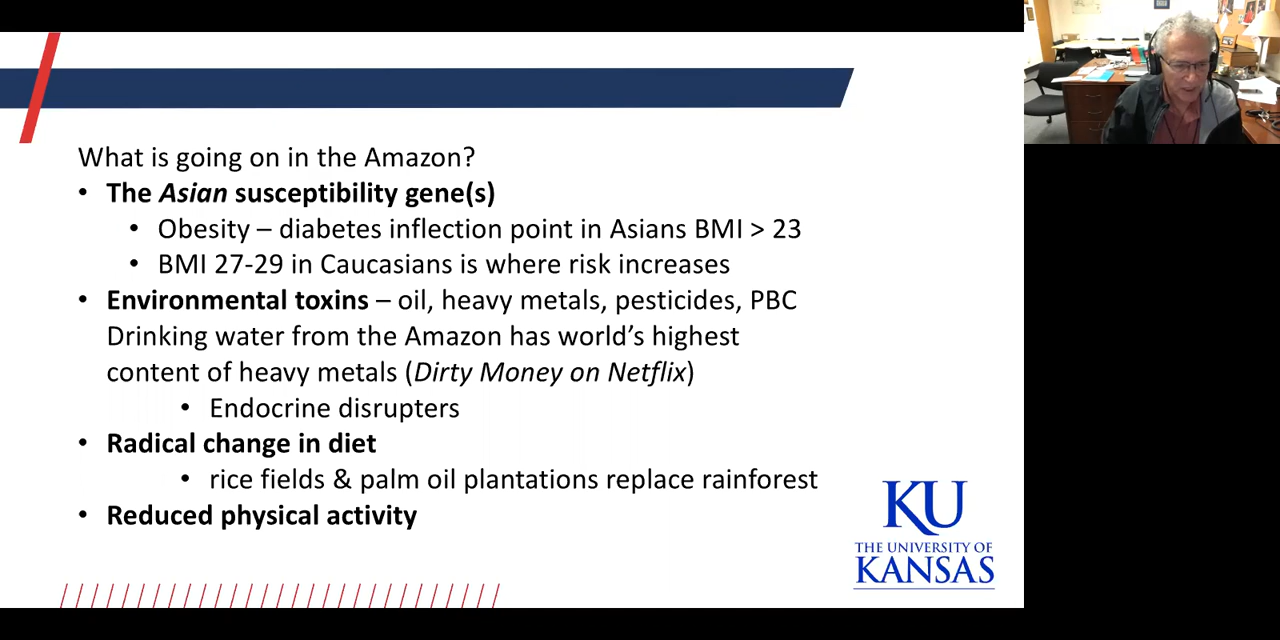 What is going on in the Amazon?
• The Asian susceptibility gene(s)
• Obesity – diabetes inflection point in Asians BMI > 23
• BMI 27-29 in Caucasians is where risk increases
• Environmental toxins – oil, heavy metals, pesticides, PBC
Drinking water from the Amazon has world’s highest
content of heavy metals (Dirty Money on Netflix)
• Endocrine disrupters
• Radical change in diet
• rice fields & palm oil plantations replace rainforest
• Reduced physical activity
KU
THE UNIVERSITY OF
KANSAS